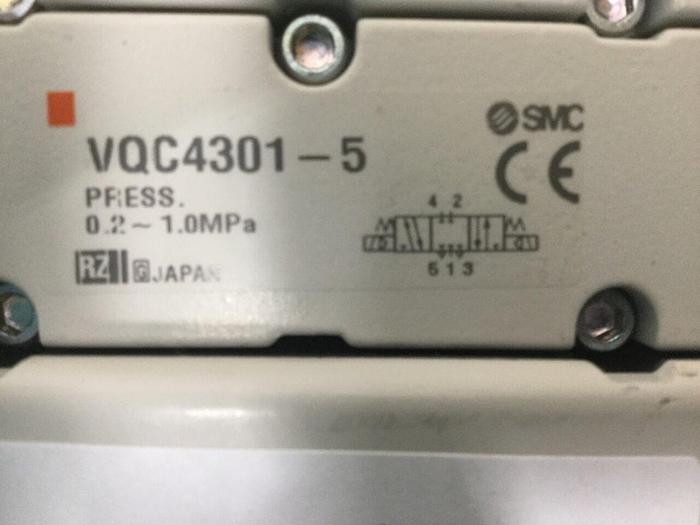 SMC
VQC4301-5
CE
PRESS.
4 2
0.2~1.0MPa
5 1 3
RZ
JAPAN